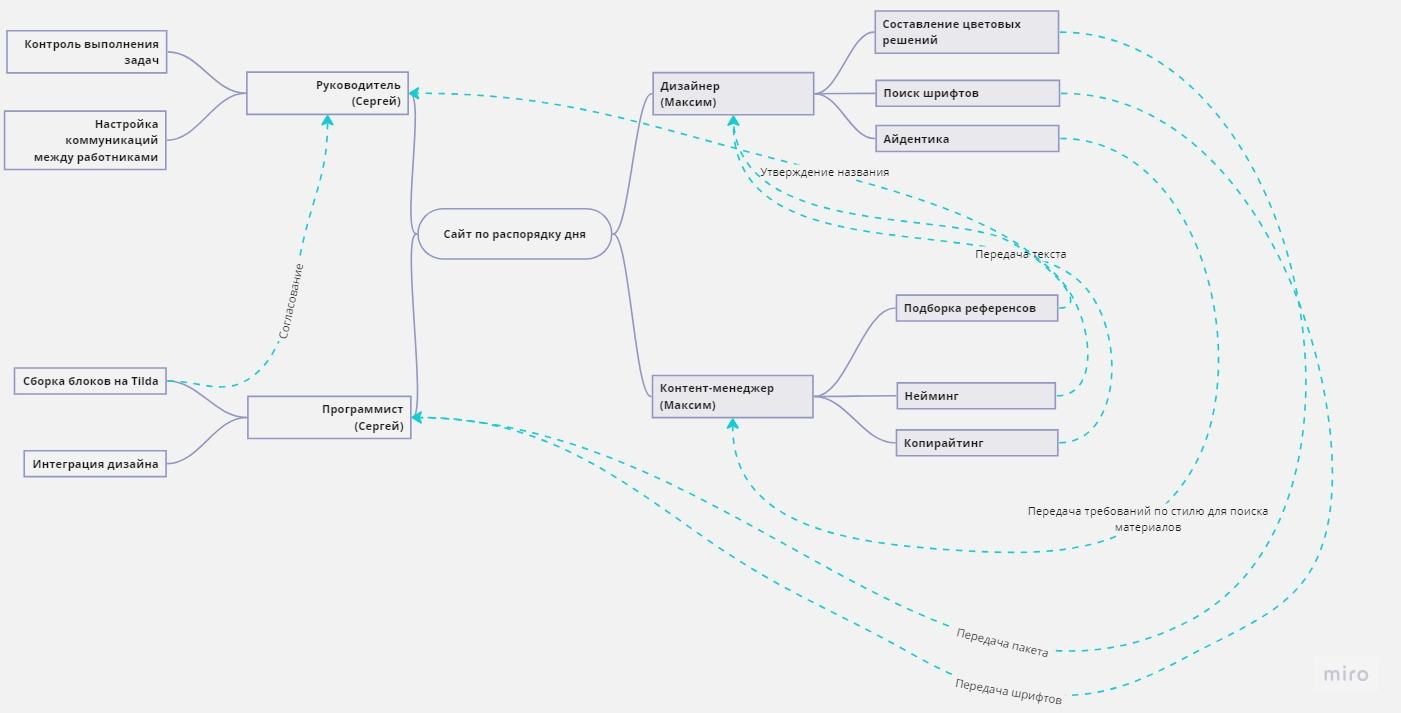 Контроль выполнения
задач
Настройка
коммуникаций
между работниками
Руководитель
(Сергей)
Сайт по распорядку дня
Дизайнер
(Максим)
Составление цветовых
решений
Поиск шрифтов
Айдентика
Утверждение названия
Передача текста
Согласование
Сборка блоков на Tilda
Интеграция дизайна
Программист
(Сергей)
Контент-менеджер
(Максим)
Подборка референсов
Нейминг
Копирайтинг
Передача требований по стилю для поиска
материалов
Передача пакета
Передача шрифтов
miro